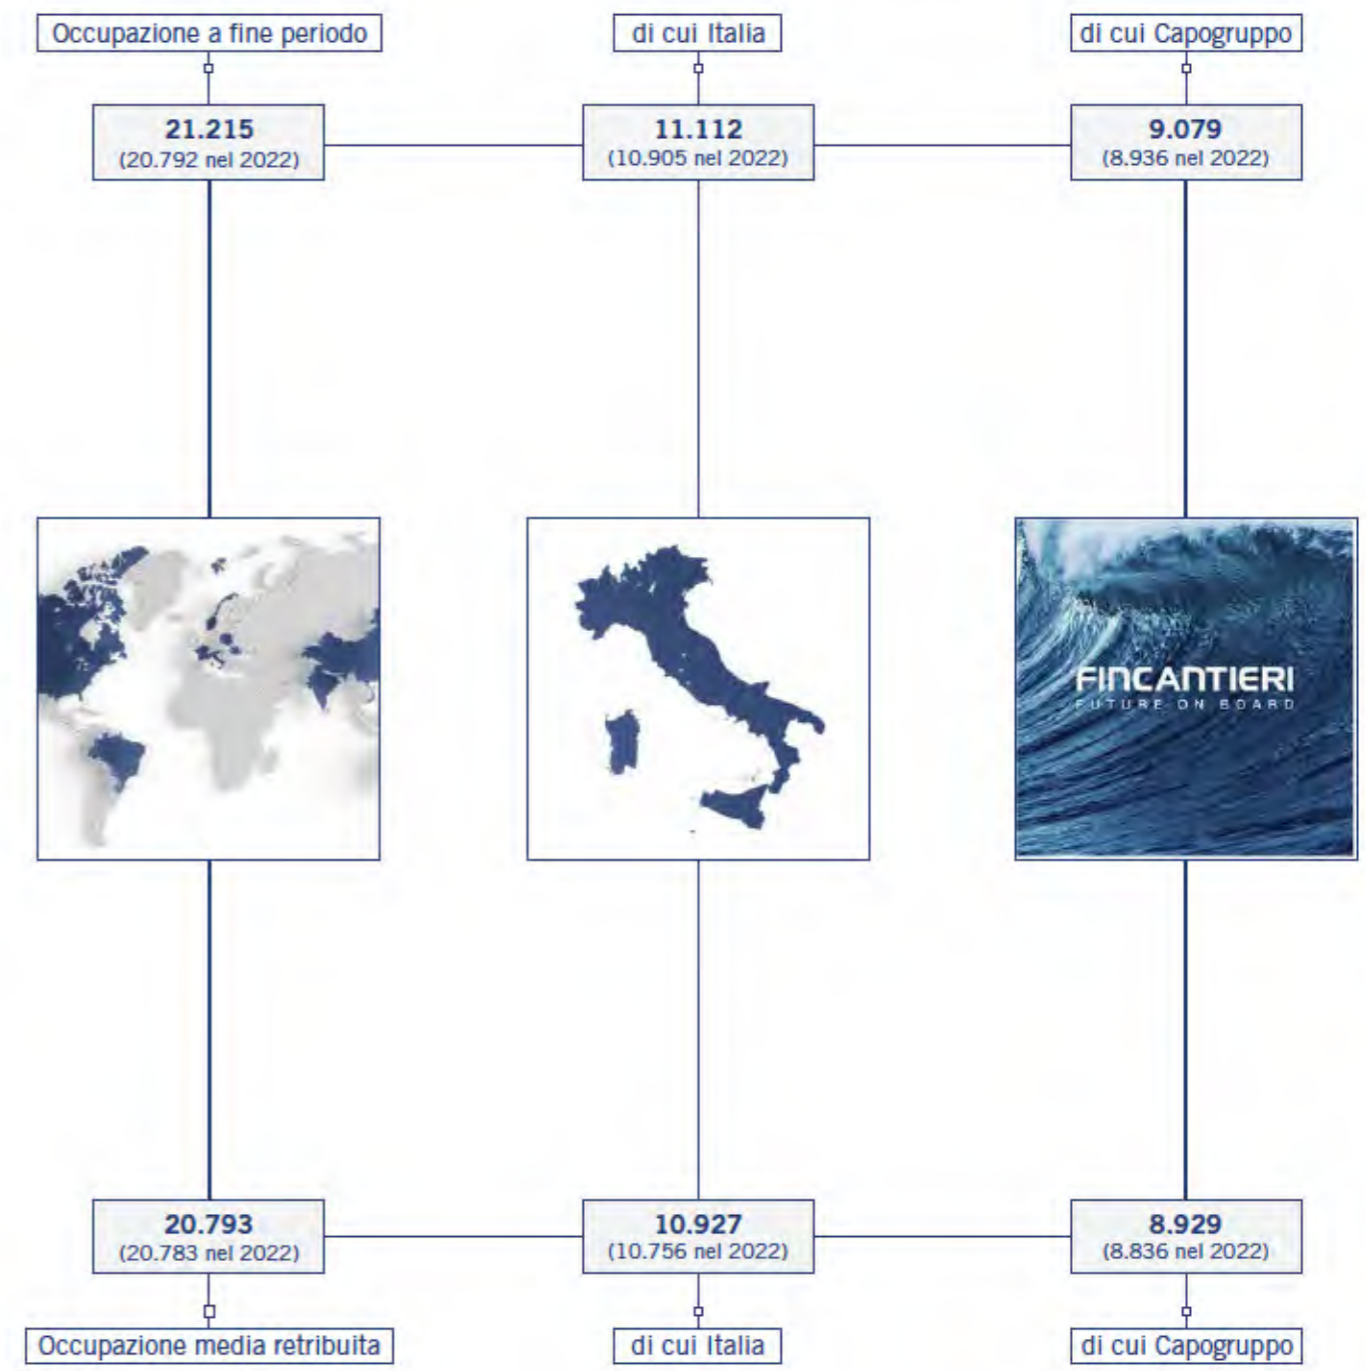 Occupazione a fine periodo
di cui Italia
di cui Capogruppo
21.215
(20.792 nel 2022)
11.112
(10.905 nel 2022)
9.079
(8.936 nel 2022)
FINCANTIERI
FUTURE ON BOARD
20.793
(20.783 nel 2022)
10.927
(10.756 nel 2022)
8.929
(8.836 nel 2022)
Occupazione media retribuita
di cui Italia
di cui Capogruppo